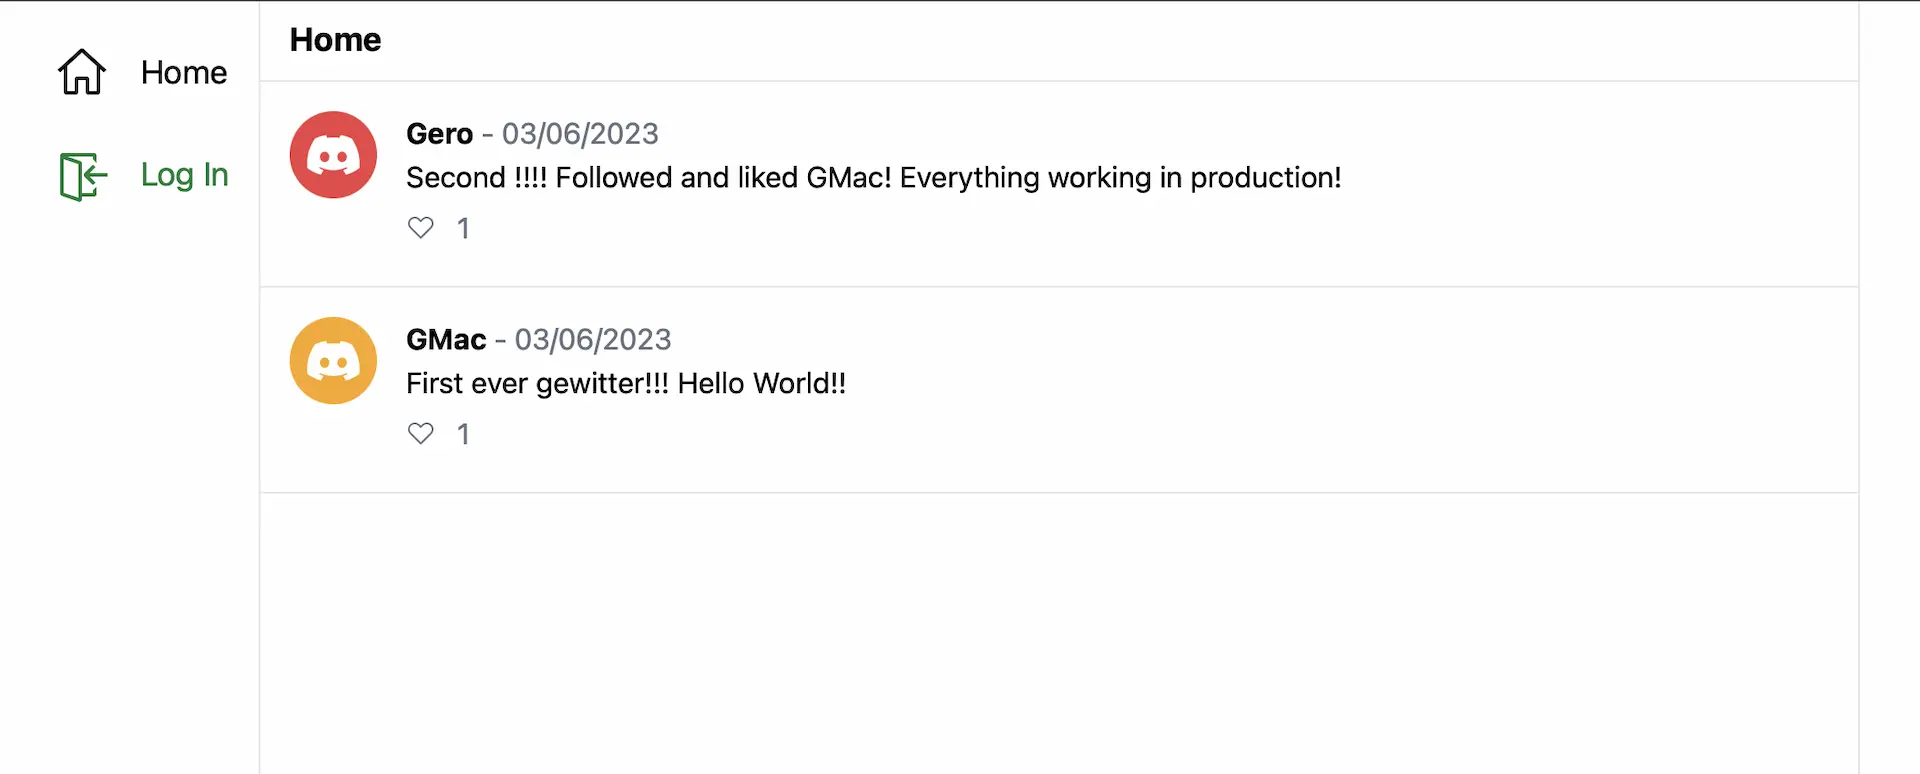 Home
Log In
Home
Gero - 03/06/2023
Second !!!! Followed and liked GMac! Everything working in production!
1
GMac - 03/06/2023
First ever gewitter!!! Hello World!!
1